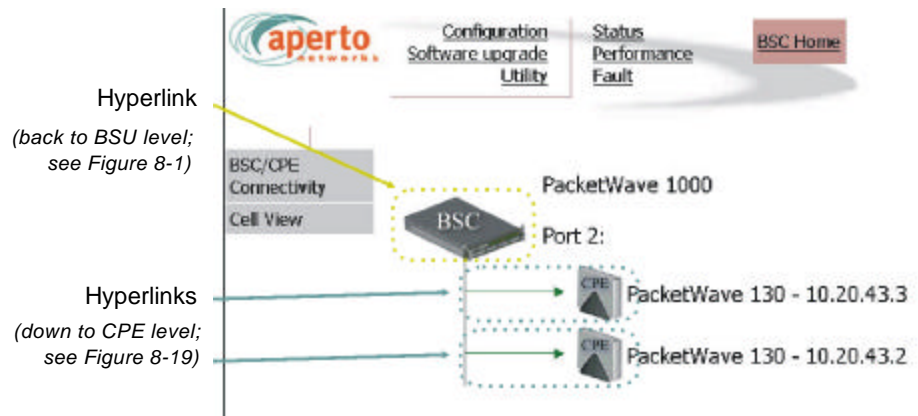 aperto
networks
Configuration
Software upgrade
Utility
Status
Performance
Fault
BSC Home
Hyperlink
(back to BSU level;
see Figure 8-1)
BSC/CPE
Connectivity
Cell View
PacketWave 1000
BSC
Port 2:
Hyperlinks
(down to CPE level;
see Figure 8-19)
CPE
PacketWave 130 - 10.20.43.3
CPE
PacketWave 130 - 10.20.43.2